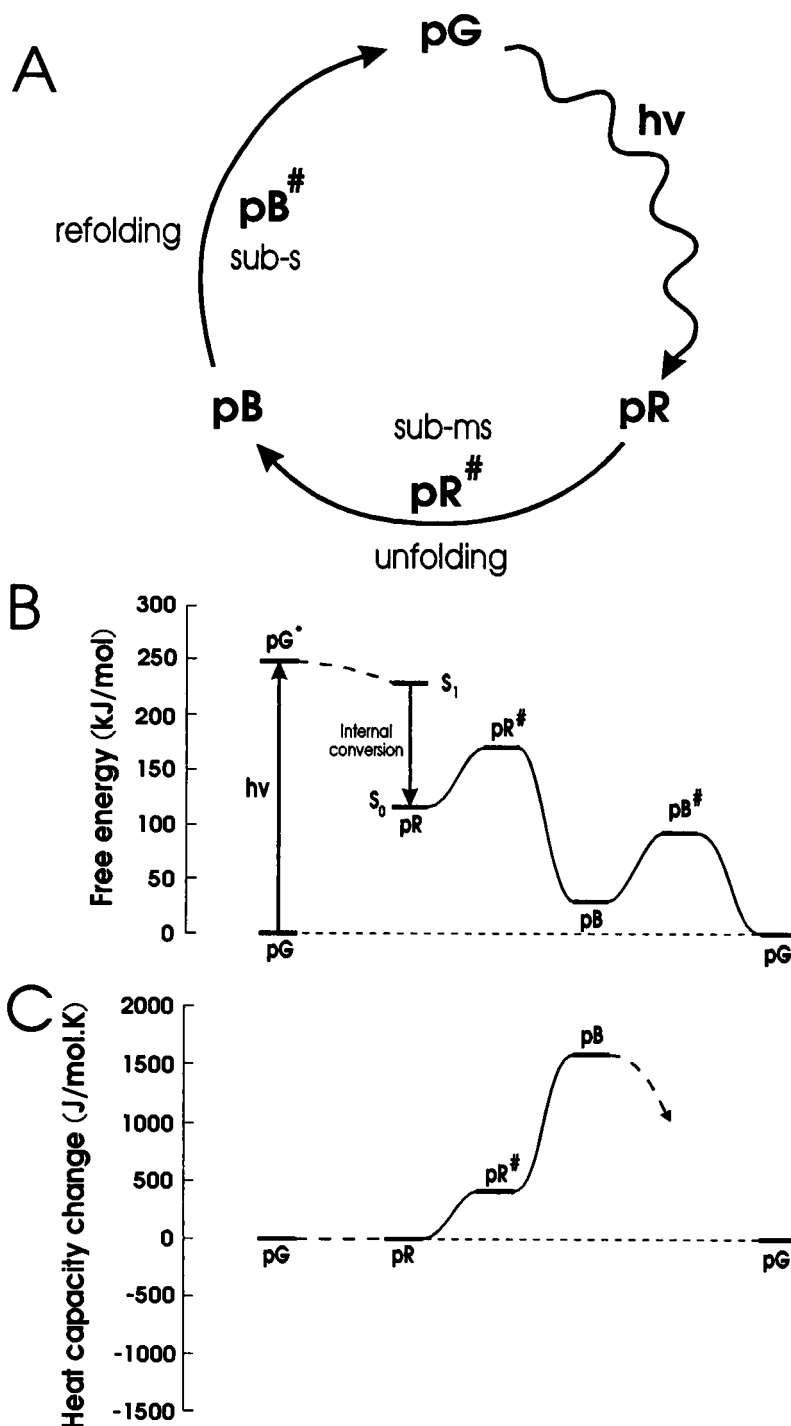 A
pG
hν
pB#
sub-s
refolding
pB
pR
sub-ms
pR#
unfolding
B
Free energy (kJ/mol)
300
250
200
150
100
50
0
pG*
hν
pG
S1
Internal
conversion
S0
pR
pR#
pB
pB#
pG
C
Heat capacity change (J/mol.K)
2000
1500
1000
500
0
-500
-1000
-1500
pG
pR
pR#
pB
pG